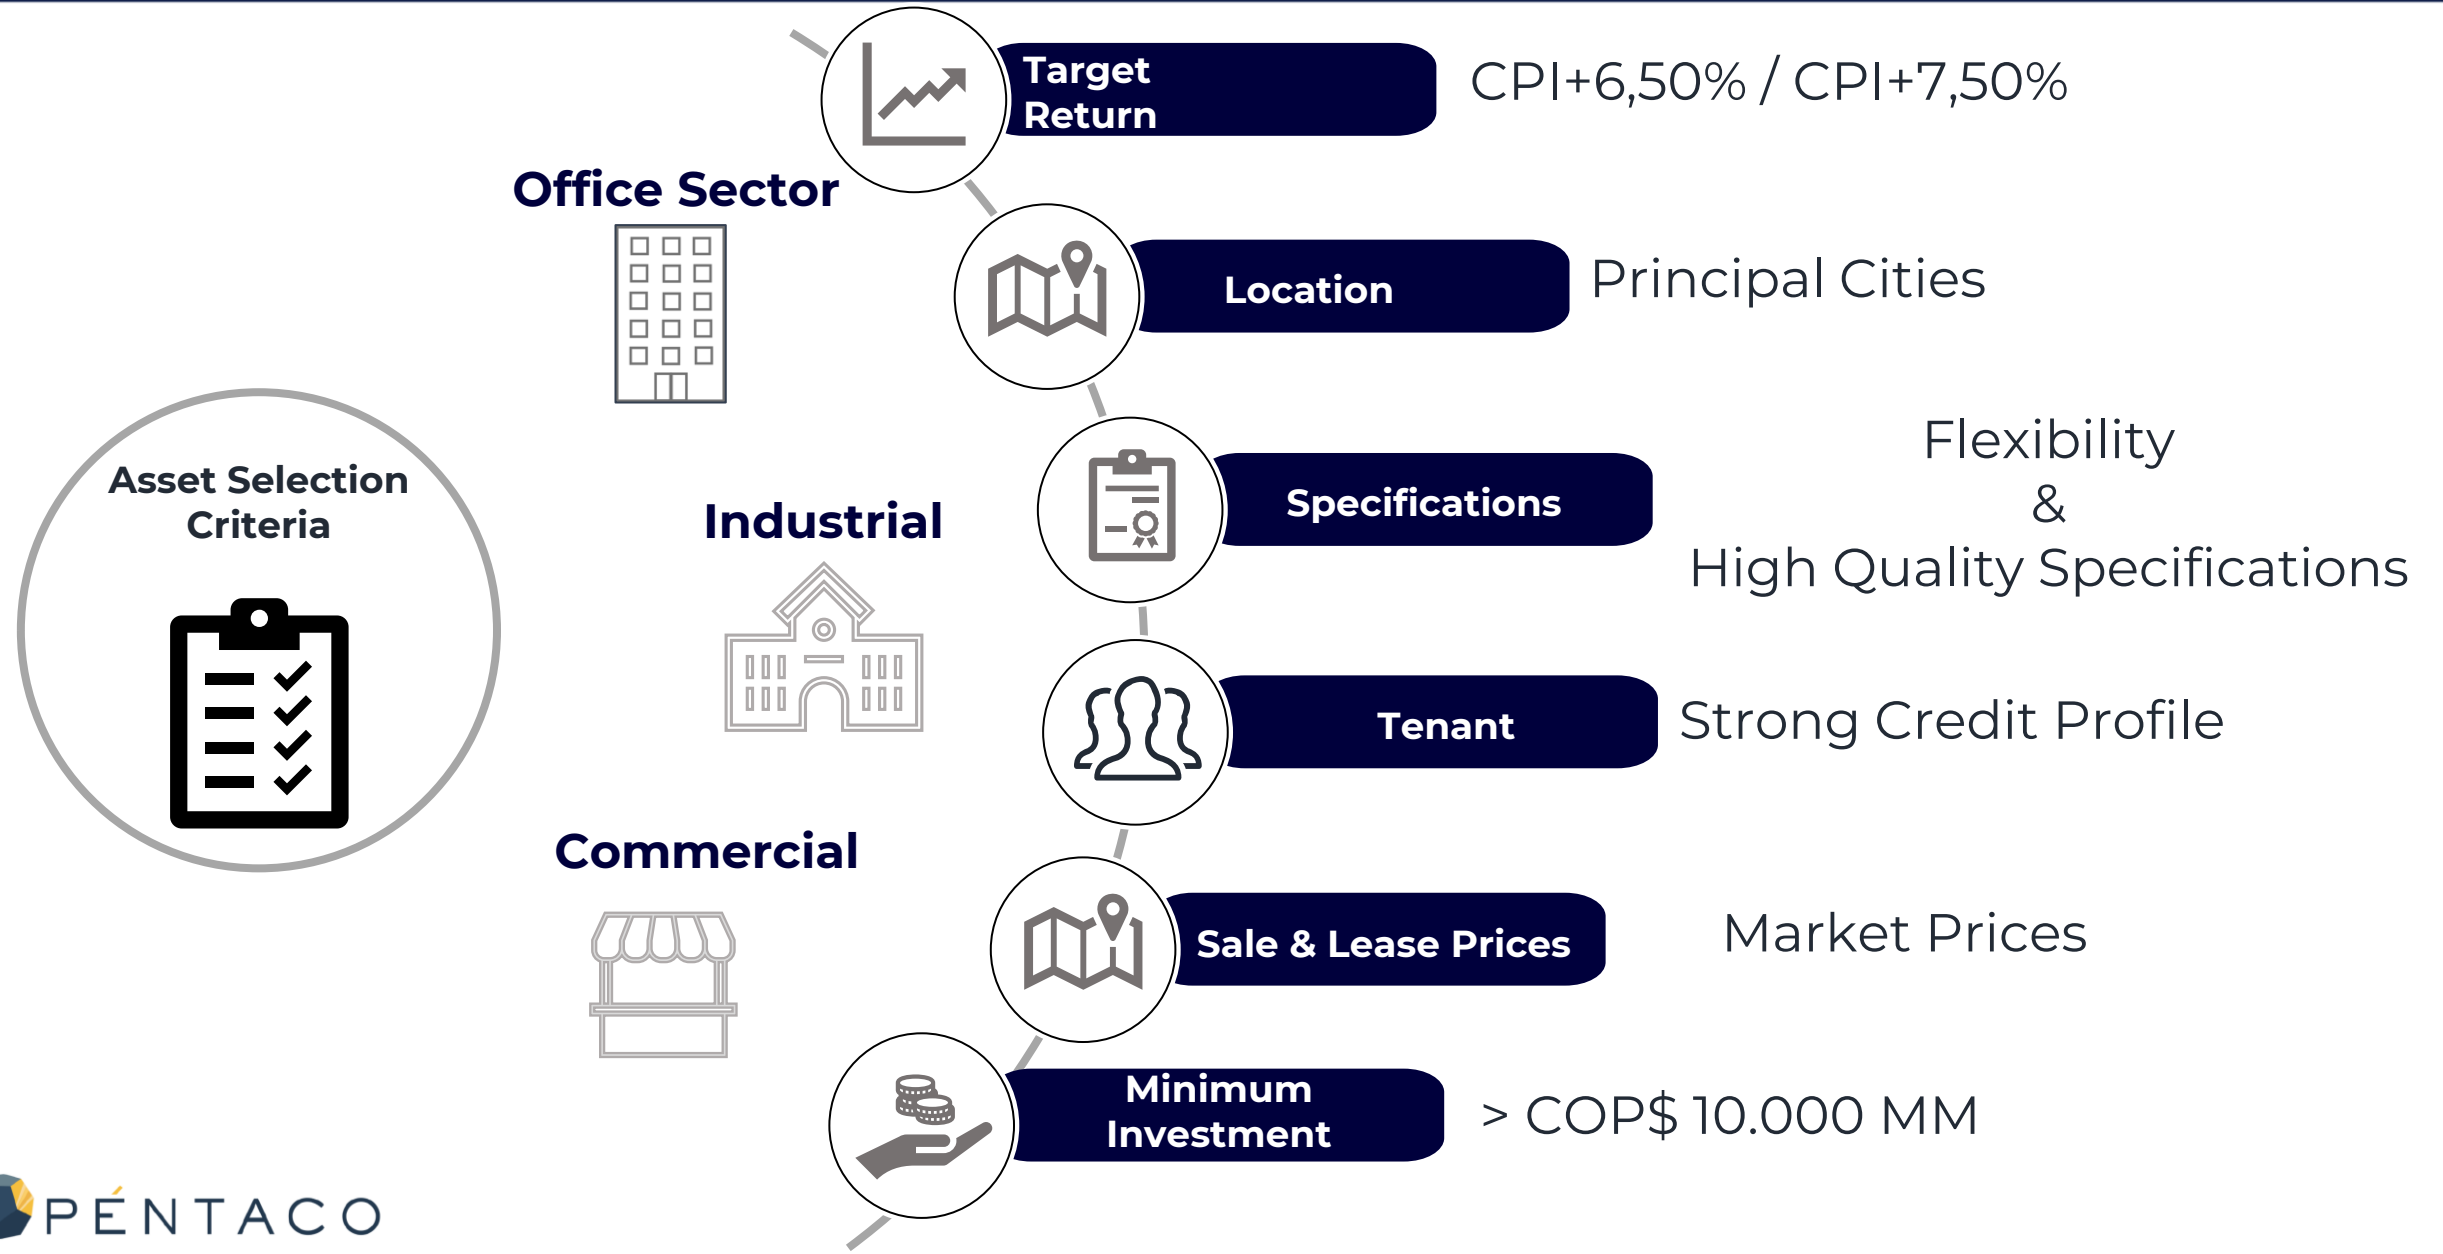 Asset Selection
Criteria
Office Sector
Industrial
Commercial
Target
Return
CPI+6,50% / CPI+7,50%
Location
Principal Cities
Specifications
Flexibility
&
High Quality Specifications
Tenant
Strong Credit Profile
Sale & Lease Prices
Market Prices
Minimum
Investment
> COP$ 10.000 MM
PÉNTACO